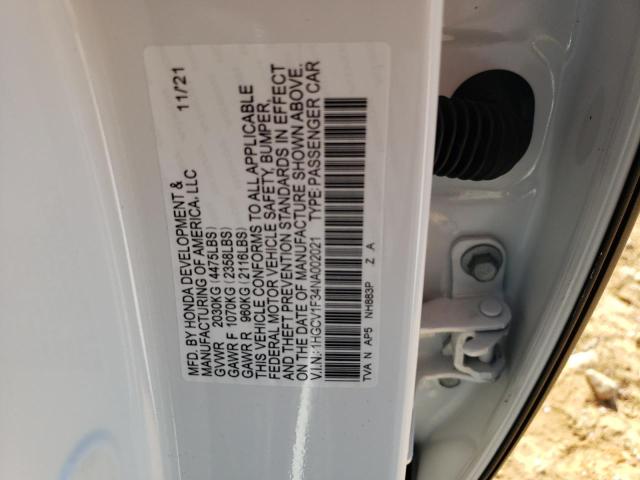 MFD. BY HONDA DEVELOPMENT & 11/21
MANUFACTURING OF AMERICA, LLC
GVWR 2030KG (4475LBS)
GAWR F 1070KG (2358LBS)
GAWR R 960KG (2116LBS)
THIS VEHICLE CONFORMS TO ALL APPLICABLE
FEDERAL MOTOR VEHICLE SAFETY, BUMPER,
AND THEFT PREVENTION STANDARDS IN EFFECT
ON THE DATE OF MANUFACTURE SHOWN ABOVE.
V.I.N.:1HGCV1F34NA002021 TYPE:PASSENGER CAR
TVA N AP5 NH883P Z A